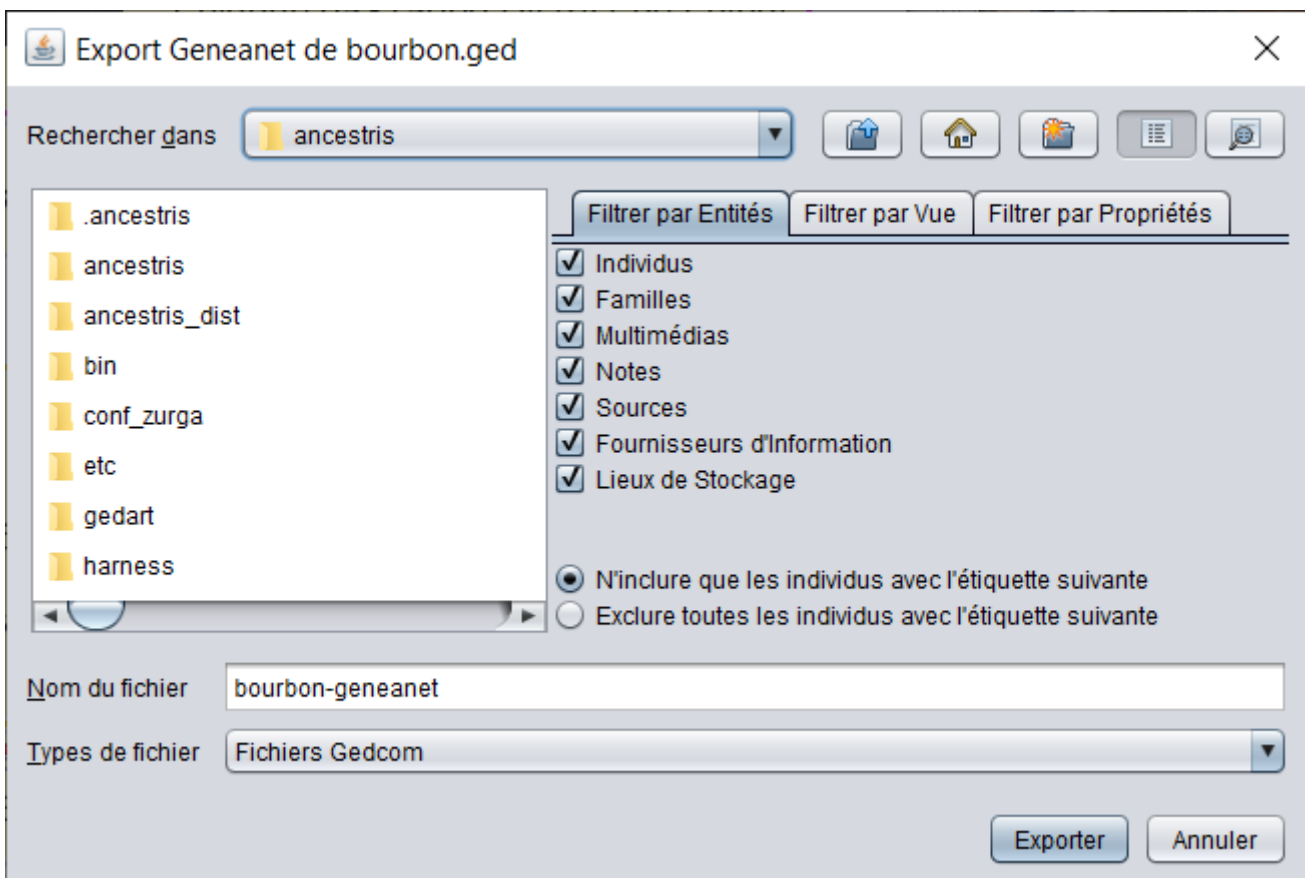 Export Geneanet de bourbon.ged
Rechercher dans
ancestris
.ancestris
ancestris
ancestris_dist
bin
conf_zurga
etc
gedart
harness
Filtrer par Entités
Filtrer par Vue
Filtrer par Propriétés
Individus
Familles
Multimédias
Notes
Sources
Fournisseurs d'Information
Lieux de Stockage
N'inclure que les individus avec l'étiquette suivante
Exclure toutes les individus avec l'étiquette suivante
Nom du fichier
bourbon-geneanet
Types de fichier
Fichiers Gedcom
Exporter
Annuler